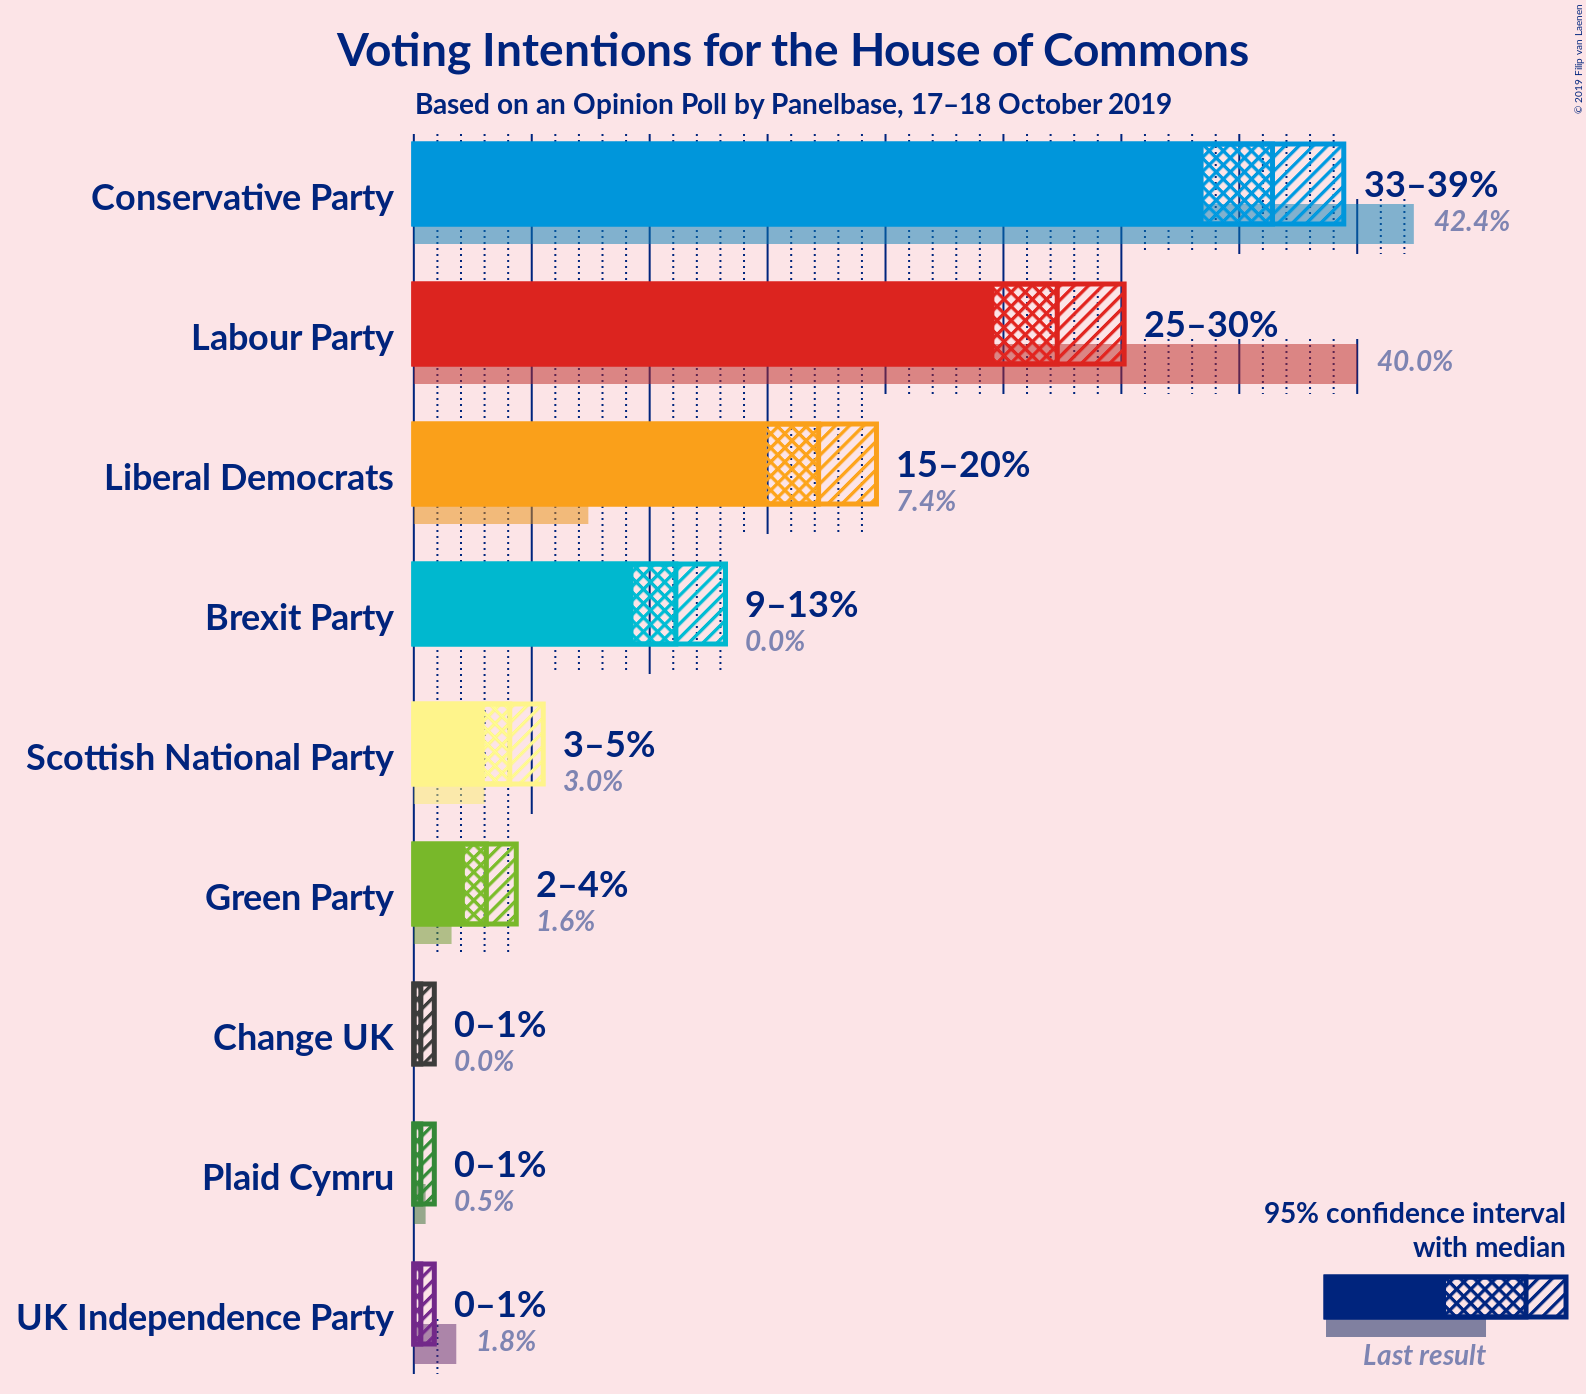 Voting Intentions for the House of Commons
Based on an Opinion Poll by Panelbase, 17–18 October 2019
© 2019 Filip van Laenen
Conservative Party
33–39%
42.4%
Labour Party
25–30%
40.0%
Liberal Democrats
15–20%
7.4%
Brexit Party
9–13%
0.0%
Scottish National Party
3–5%
3.0%
Green Party
2–4%
1.6%
Change UK
0–1%
0.0%
Plaid Cymru
0–1%
0.5%
UK Independence Party
0–1%
1.8%
95% confidence interval
with median
Last result